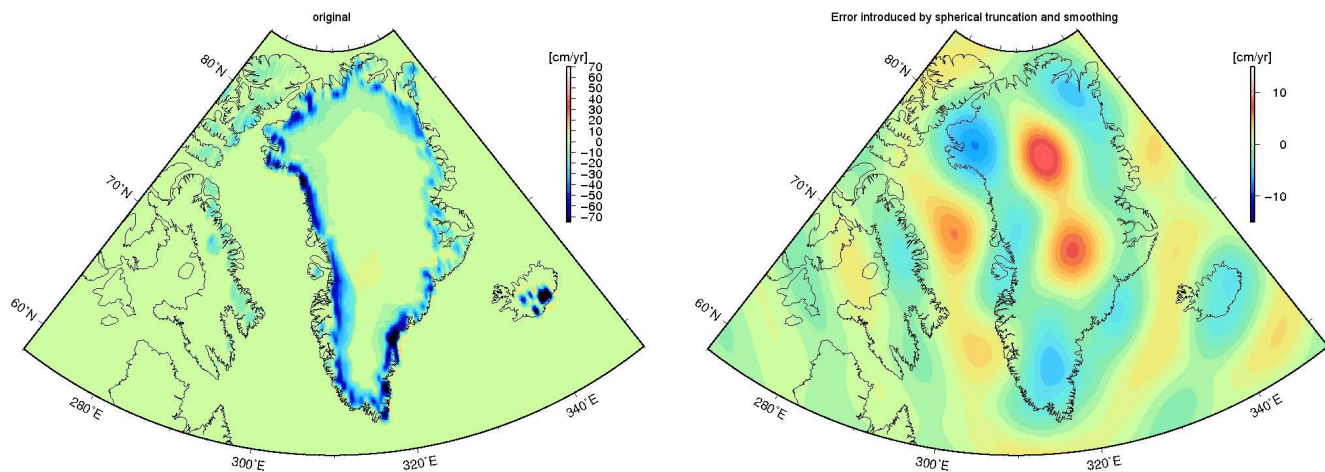 original
[cm/yr]
70
60
50
40
30
20
10
0
−10
−20
−30
−40
−50
−60
−70
80˚N
70˚N
60˚N
280˚E
300˚E
320˚E
Error introduced by spherical truncation and smoothing
[cm/yr]
10
0
−10
80˚N
70˚N
60˚N
280˚E
300˚E
320˚E
340˚E